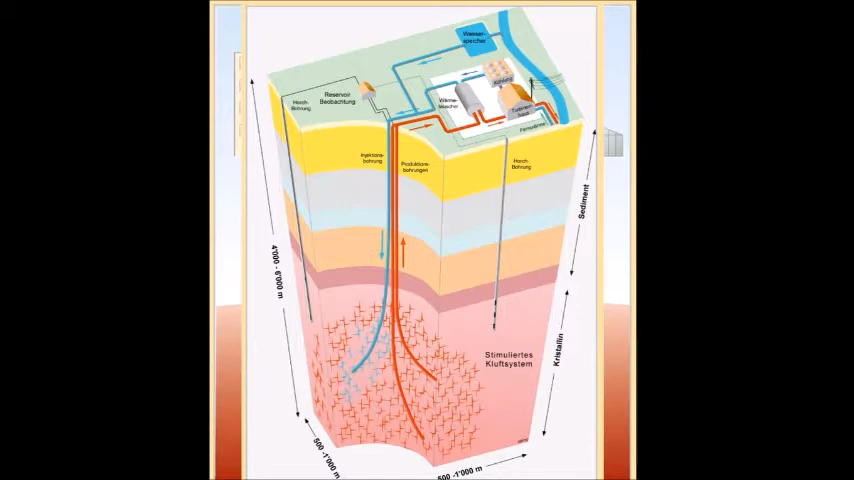 Wasser-
speicher
Kühlung
Reservoir
Beobachtung
Horch-
Bohrung
Wärme-
tauscher
Turbinen-
haus
Fernwärme
Injektions-
bohrung
Produktions-
bohrungen
Horch-
Bohrung
Sediment
4'000 - 6'000 m
Stimuliertes
Kluftsystem
Kristallin
500 -1'000 m
500 -1'000 m